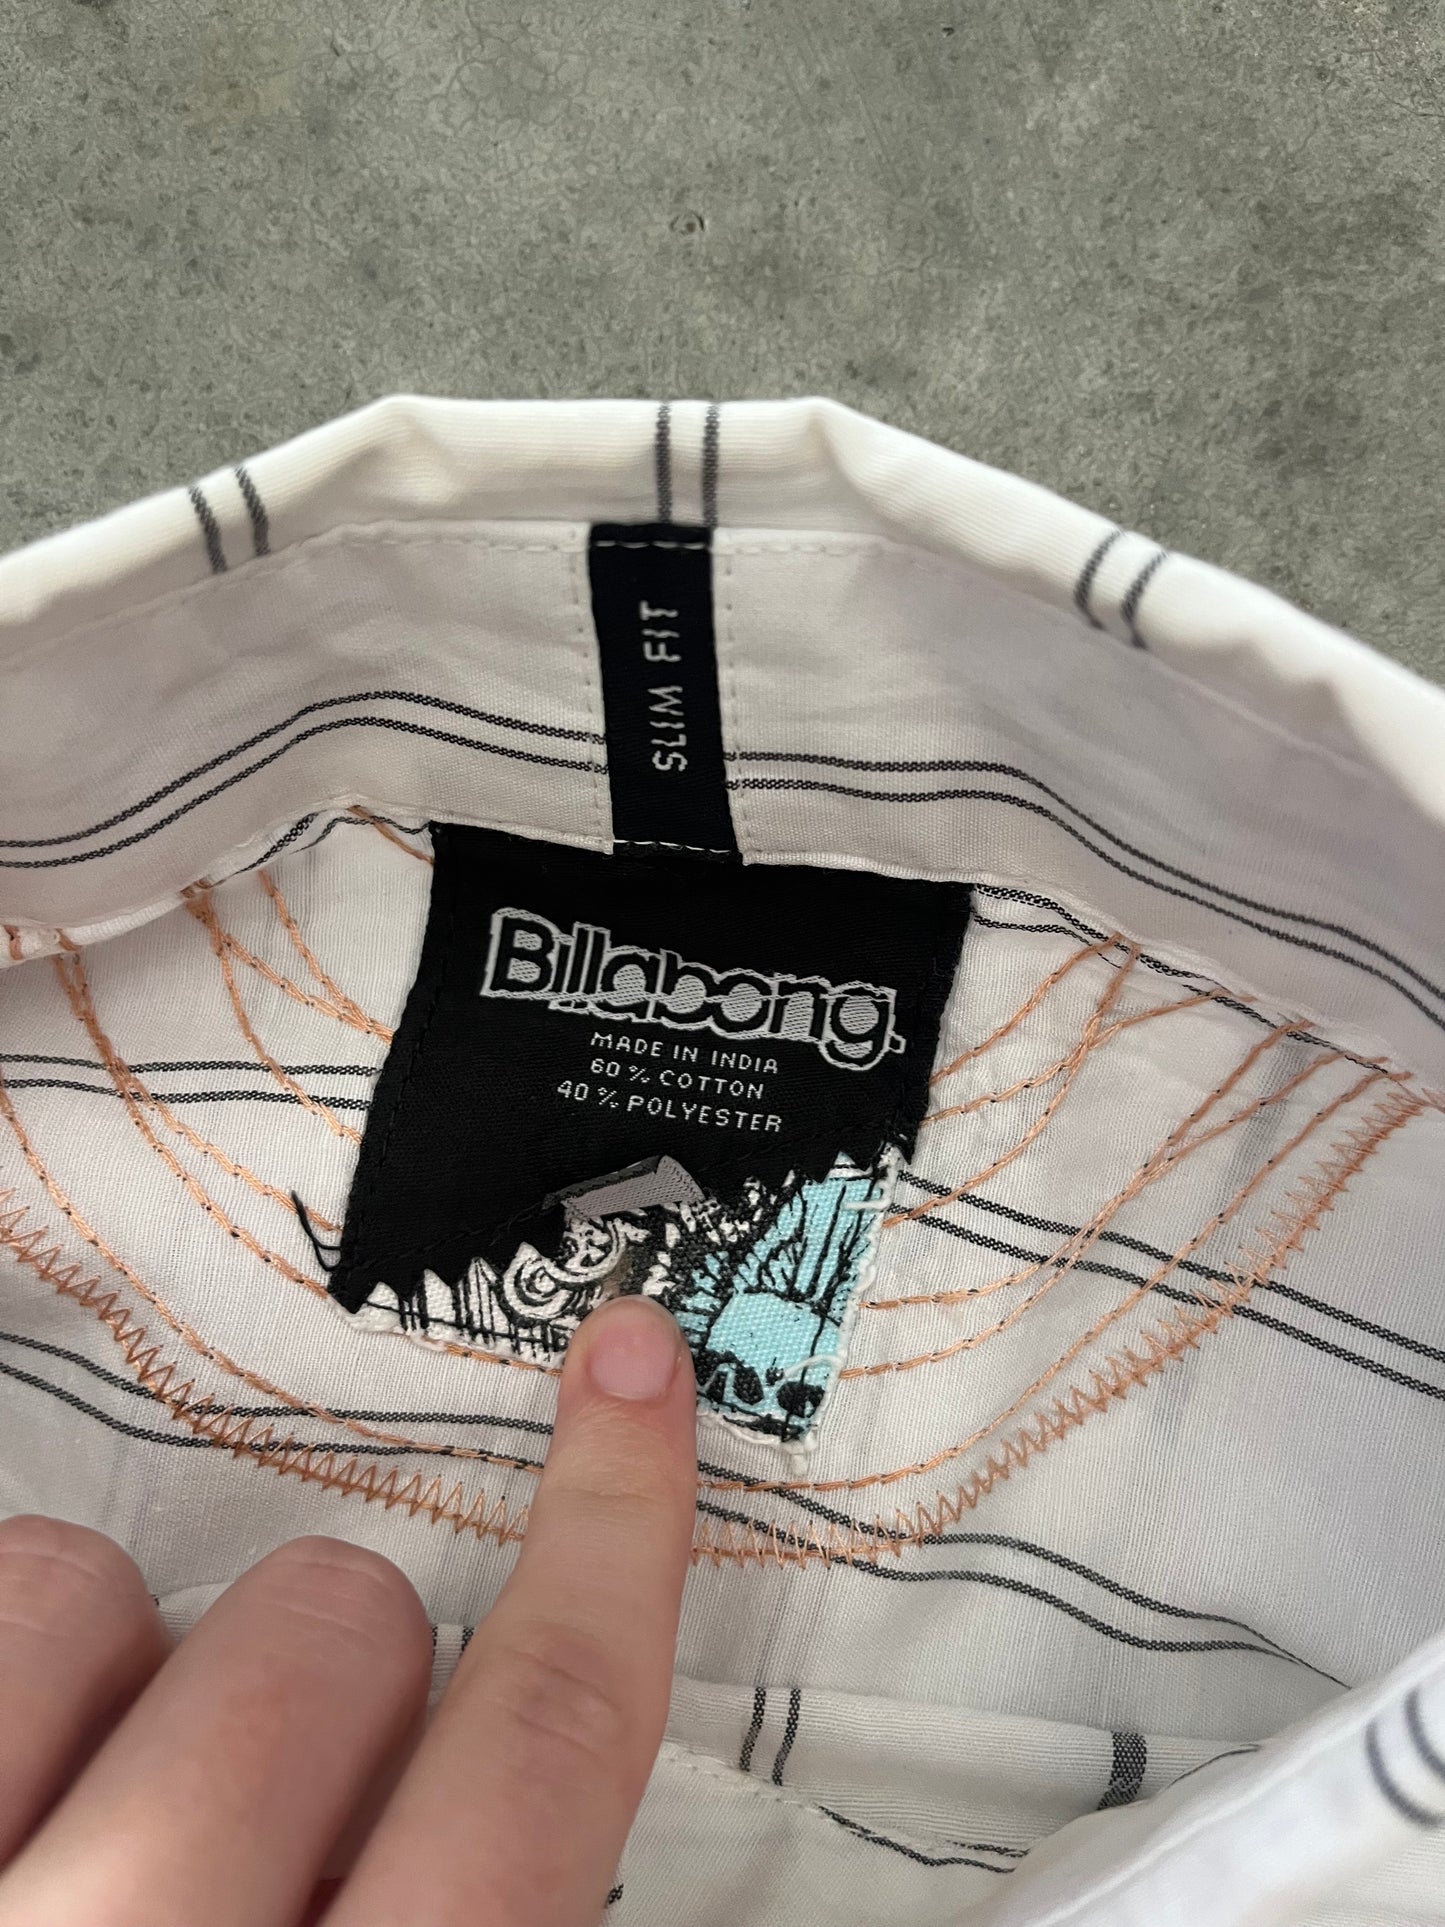 SLIM FIT
Billabong
MADE IN INDIA
60 % COTTON
40 % POLYESTER